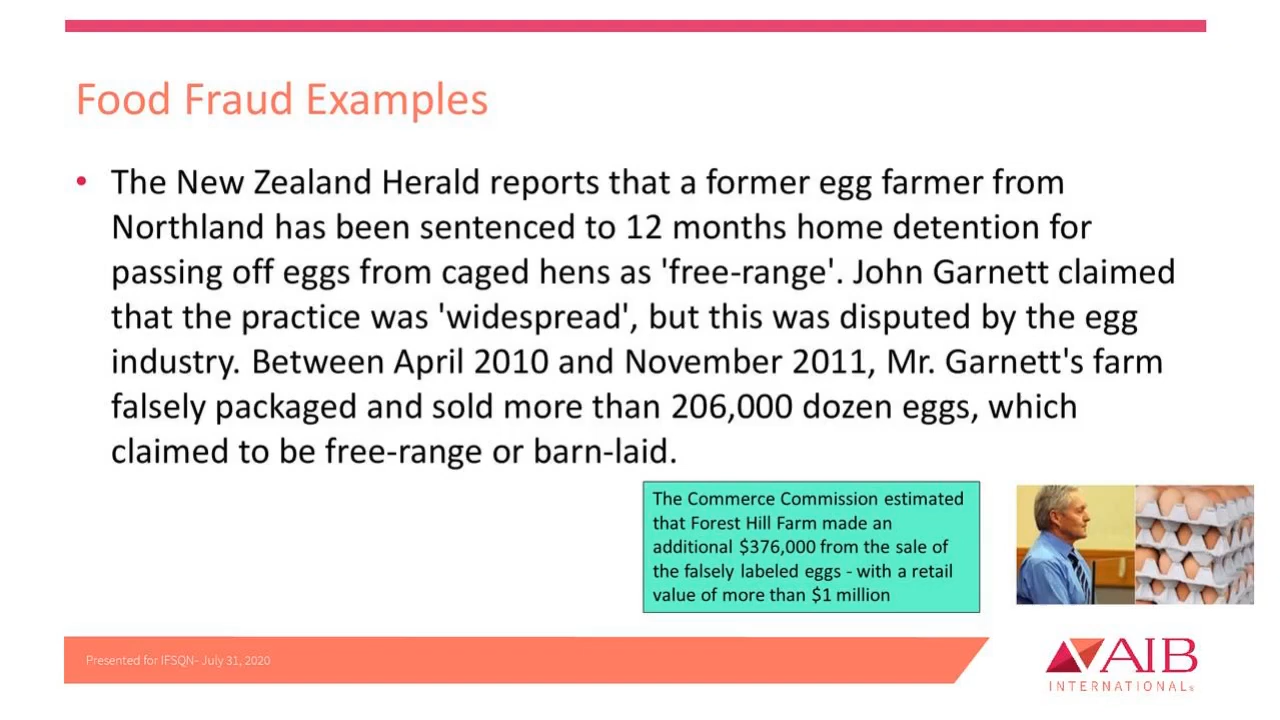 Food Fraud Examples
• The New Zealand Herald reports that a former egg farmer from
Northland has been sentenced to 12 months home detention for
passing off eggs from caged hens as 'free-range'. John Garnett claimed
that the practice was 'widespread', but this was disputed by the egg
industry. Between April 2010 and November 2011, Mr. Garnett's farm
falsely packaged and sold more than 206,000 dozen eggs, which
claimed to be free-range or barn-laid.
The Commerce Commission estimated
that Forest Hill Farm made an
additional $376,000 from the sale of
the falsely labeled eggs - with a retail
value of more than $1 million
Presented for IFSQN- July 31, 2020
AIB
INTERNATIONAL